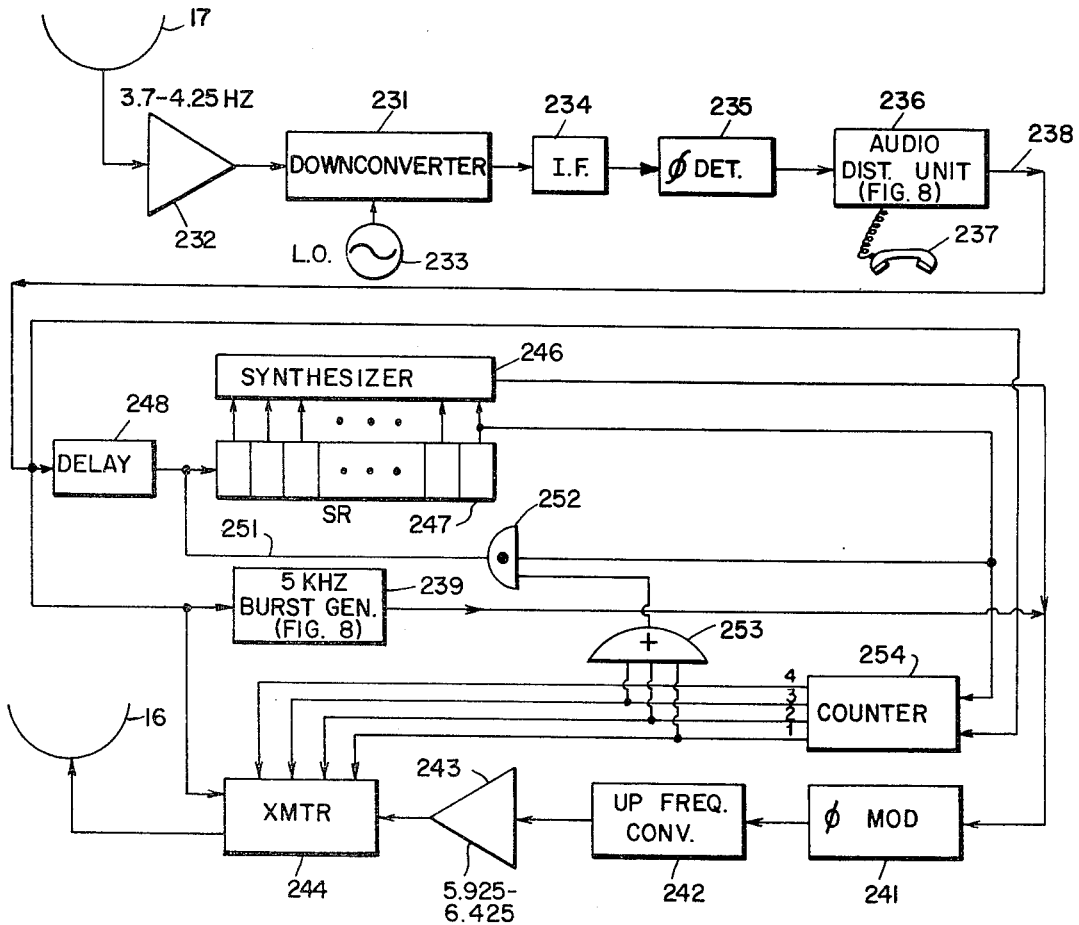 17
3.7-4.25 HZ
231
234
235
236
DOWNCONVERTER
I.F.
ϕ DET.
AUDIO
DIST. UNIT
(FIG. 8)
238
232
L.O.
233
237
SYNTHESIZER
246
248
DELAY
SR
247
252
251
5 KHZ
BURST GEN.
(FIG. 8)
239
+
253
254
4
3
2
1
COUNTER
16
243
XMTR
UP FREQ.
CONV.
ϕ MOD
244
5.925-
6.425
242
241